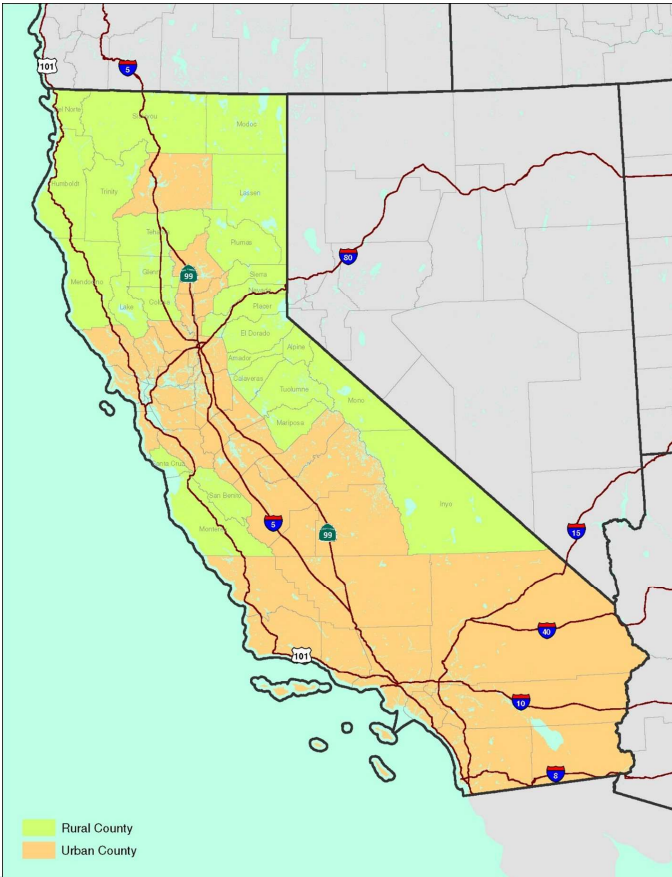 101
5
Del Norte
Siskiyou
Modoc
Humboldt
Trinity
Lassen
Tehama
Plumas
Mendocino
Glenn
99
Sierra
80
Lake
Colusa
Nevada
Placer
El Dorado
Alpine
Amador
Calaveras
Tuolumne
Mono
Mariposa
Santa Cruz
San Benito
Monterey
Inyo
5
99
15
40
101
10
8
Rural County
Urban County